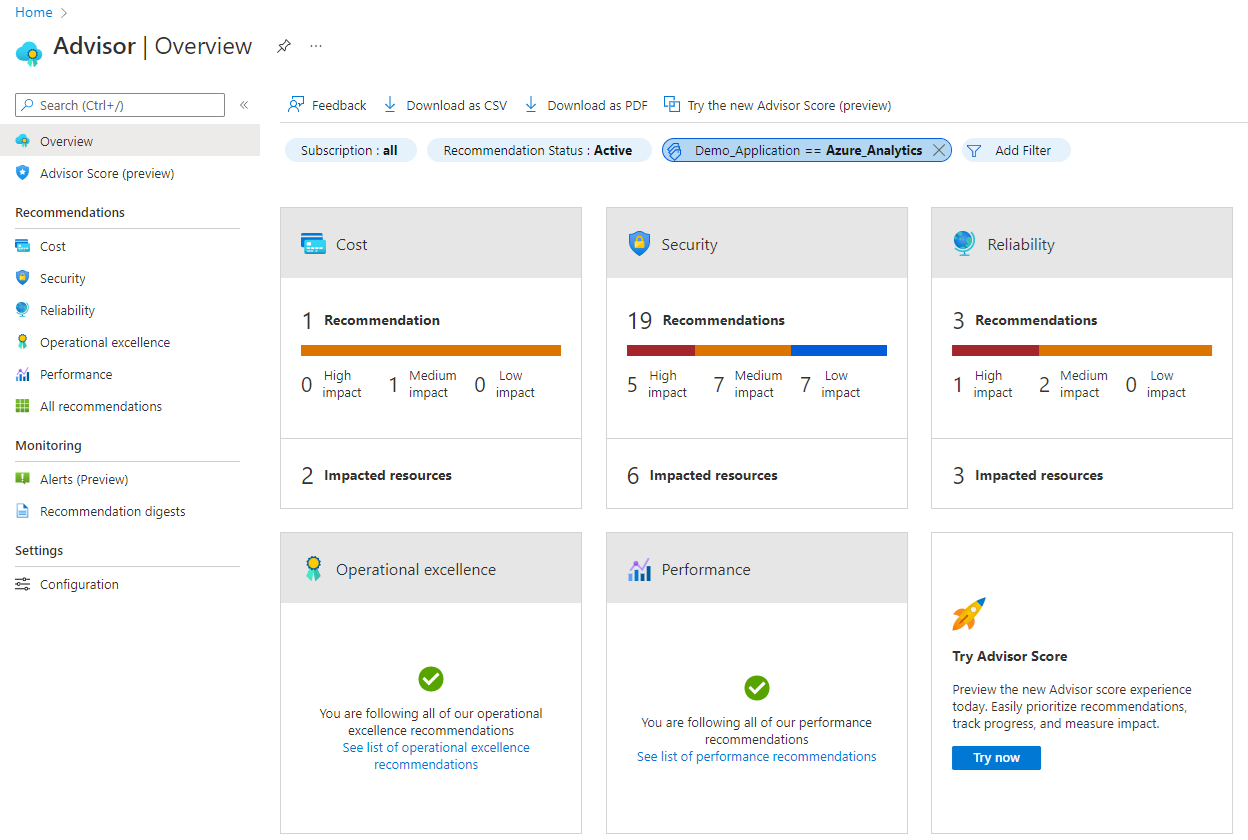 Home
Advisor | Overview
Search (Ctrl+/)
Overview
Advisor Score (preview)
Recommendations
Cost
Security
Reliability
Operational excellence
Performance
All recommendations
Monitoring
Alerts (Preview)
Recommendation digests
Settings
Configuration
Feedback
Download as CSV
Download as PDF
Try the new Advisor Score (preview)
Subscription : all
Recommendation Status : Active
Demo_Application == Azure_Analytics
Add Filter
Cost
1 Recommendation
0 High impact
1 Medium impact
0 Low impact
2 Impacted resources
Security
19 Recommendations
5 High impact
7 Medium impact
7 Low impact
6 Impacted resources
Reliability
3 Recommendations
1 High impact
2 Medium impact
0 Low impact
3 Impacted resources
Operational excellence
You are following all of our operational
excellence recommendations
See list of operational excellence
recommendations
Performance
You are following all of our performance
recommendations
See list of performance recommendations
Try Advisor Score
Preview the new Advisor score experience
today. Easily prioritize recommendations,
track progress, and measure impact.
Try now